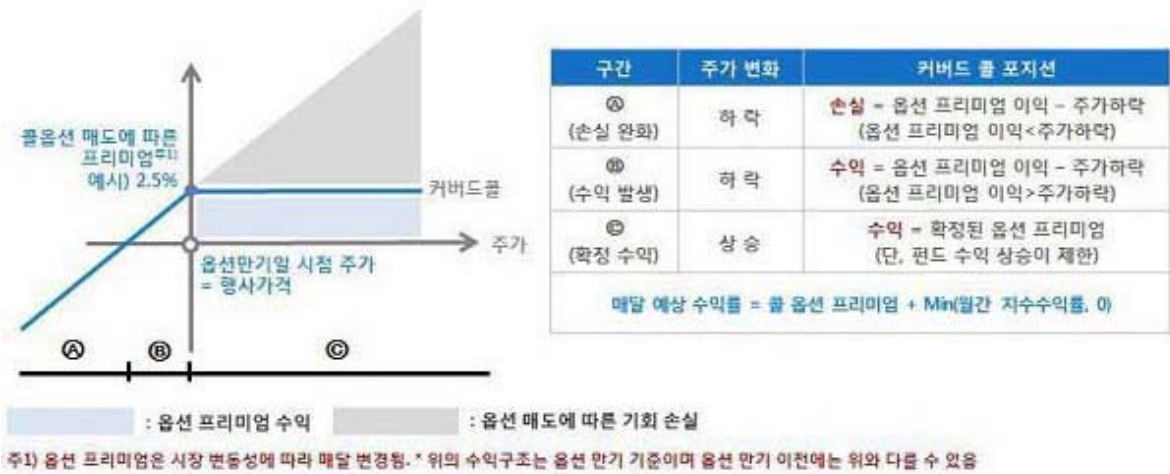 콜옵션 매도에 따른
프리미엄주1)
예시) 2.5%
커버드콜
주가
옵션만기일 시점 주가
= 행사가격
Ⓐ Ⓑ Ⓒ
구간 주가 변화 커버드 콜 포지션
Ⓐ
(손실 완화)
하 락
손실 = 옵션 프리미엄 이익 – 주가하락
(옵션 프리미엄 이익<주가하락)
Ⓑ
(수익 발생)
하 락
수익 = 옵션 프리미엄 이익 – 주가하락
(옵션 프리미엄 이익>주가하락)
Ⓒ
(확정 수익)
상 승
수익 = 확정된 옵션 프리미엄
(단, 펀드 수익 상승이 제한)
매달 예상 수익률 = 콜 옵션 프리미엄 + Min(월간 지수수익률, 0)
: 옵션 프리미엄 수익 : 옵션 매도에 따른 기회 손실
주1) 옵션 프리미엄은 시장 변동성에 따라 매달 변경됨. * 위의 수익구조는 옵션 만기 기준이며 옵션 만기 이전에는 위와 다를 수 있음